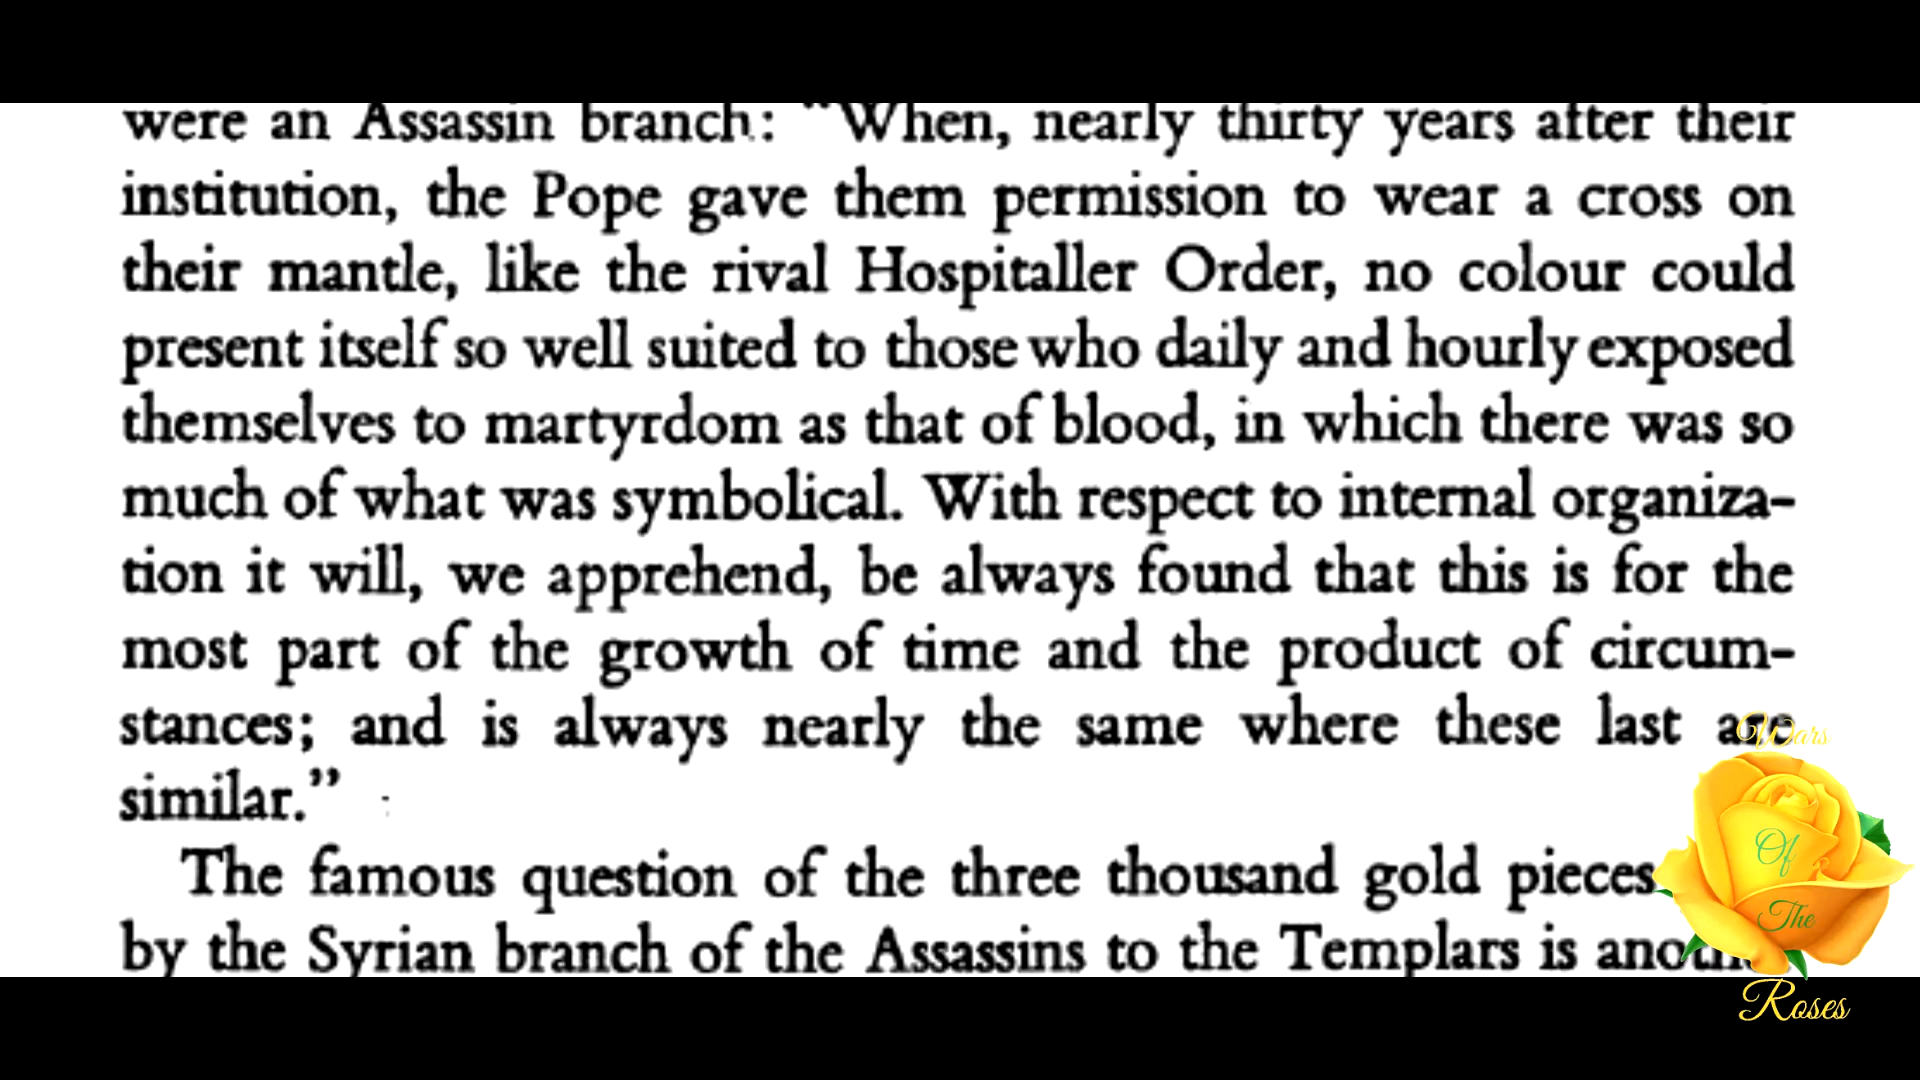 were an Assassin branch: "When, nearly thirty years after their
institution, the Pope gave them permission to wear a cross on
their mantle, like the rival Hospitaller Order, no colour could
present itself so well suited to those who daily and hourly exposed
themselves to martyrdom as that of blood, in which there was so
much of what was symbolical. With respect to internal organiza-
tion it will, we apprehend, be always found that this is for the
most part of the growth of time and the product of circum-
stances; and is always nearly the same where these last are
similar."
The famous question of the three thousand gold pieces
by the Syrian branch of the Assassins to the Templars is
Wars
Of
The
Roses